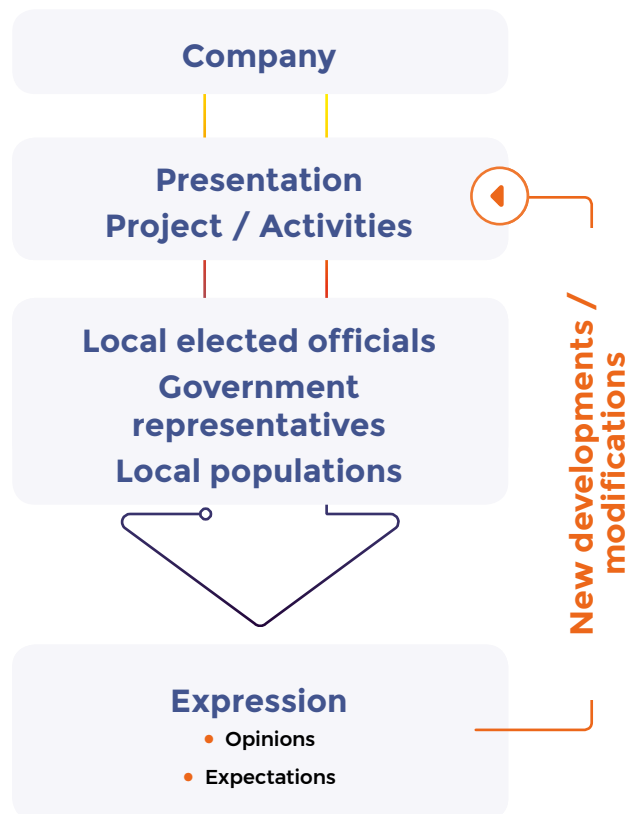 Company
Presentation
Project / Activities
Local elected officials
Government
representatives
Local populations
New developments /
modifications
Expression
• Opinions
• Expectations